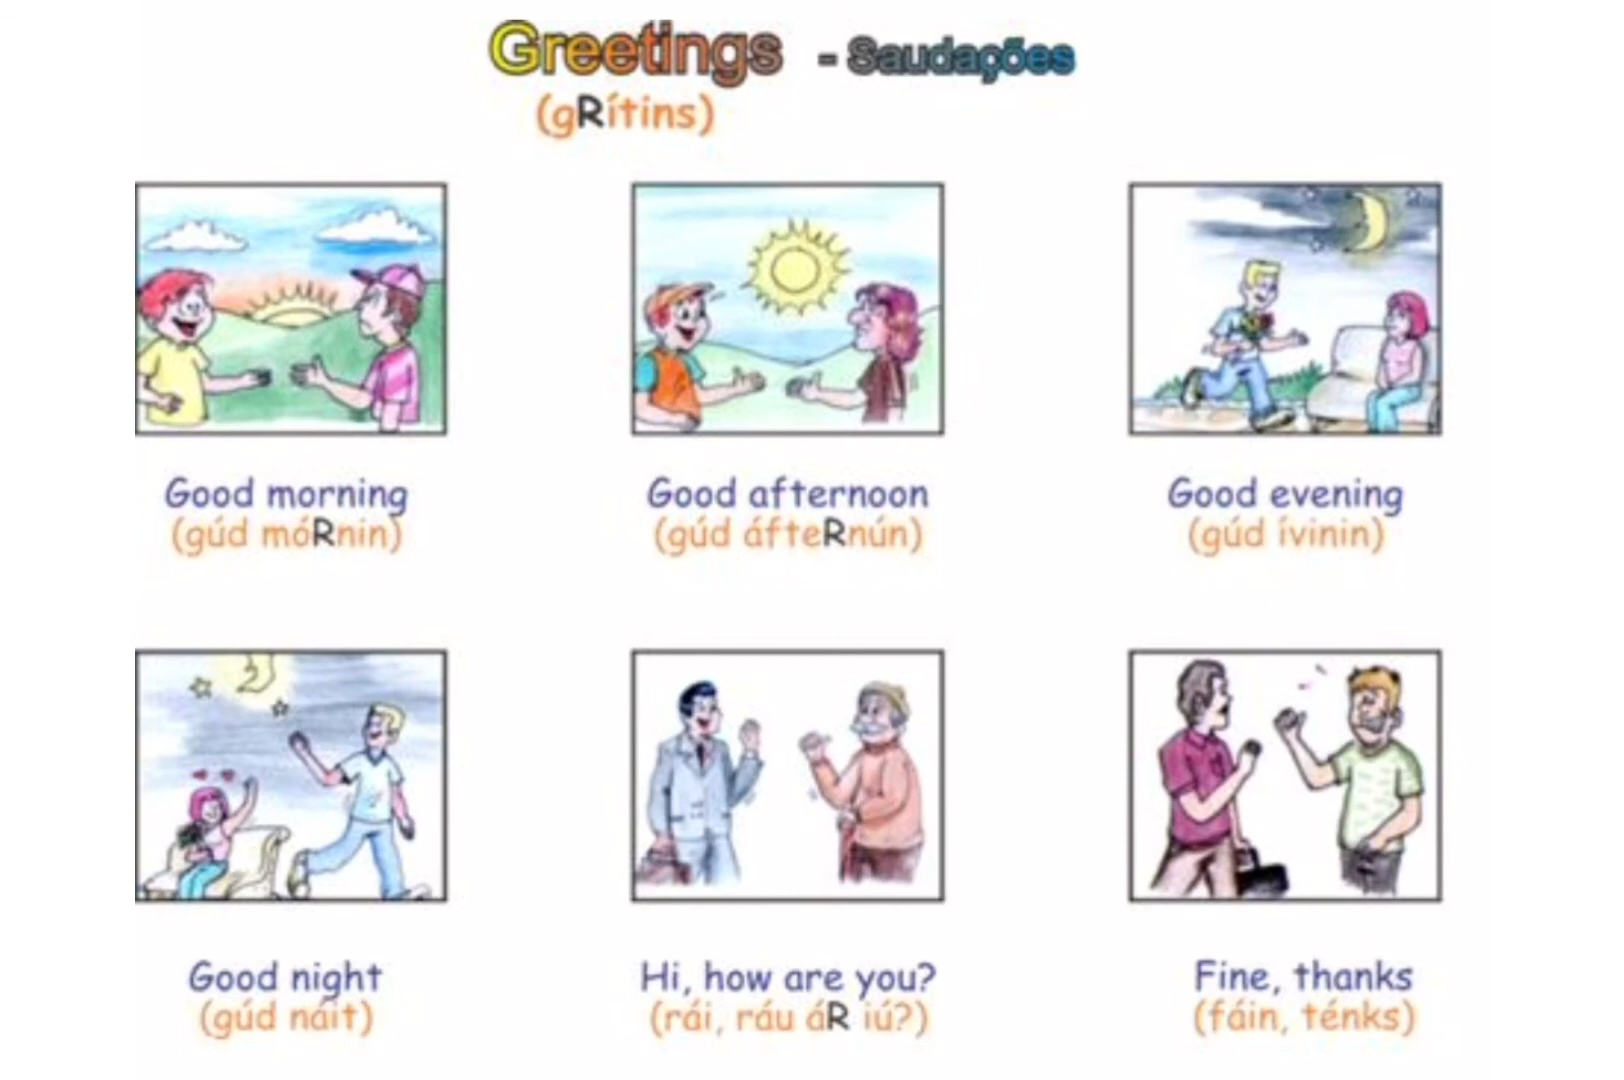 Greetings - Saudações
(gRítins)
Good morning
(gúd móRnin)
Good afternoon
(gúd áfteRnún)
Good evening
(gúd ívinin)
Good night
(gúd náit)
Hi, how are you?
(rái, ráu áR iú?)
Fine, thanks
(fáin, ténks)